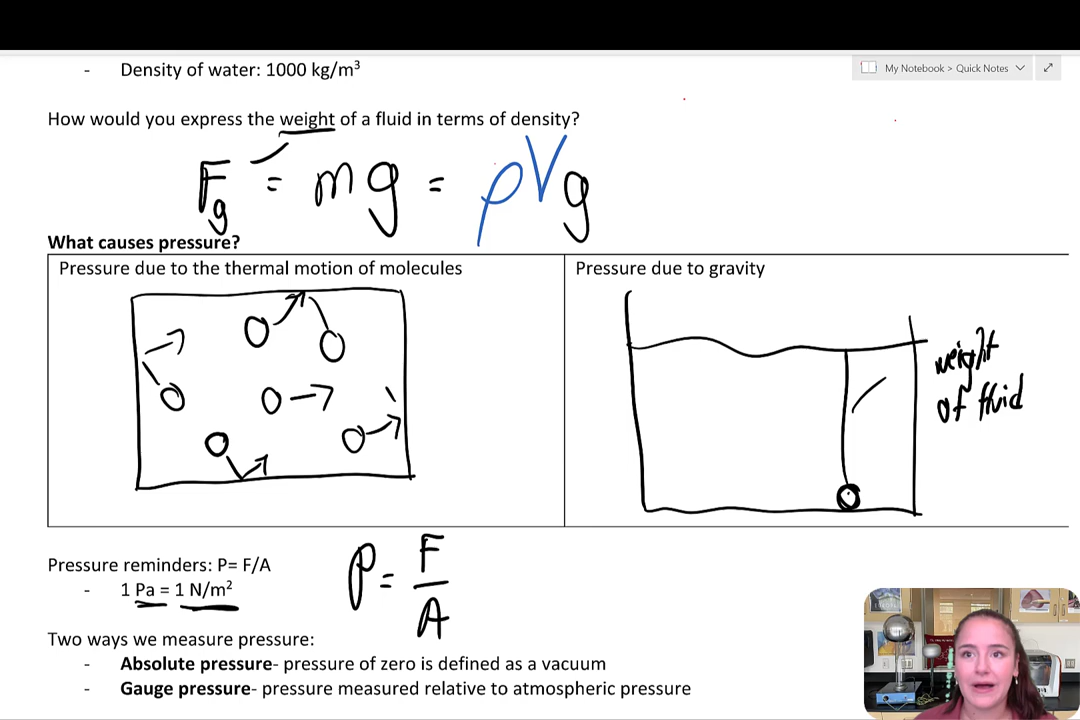 - Density of water: 1000 kg/m³
My Notebook > Quick Notes
How would you express the weight of a fluid in terms of density?
Fg = mg = ρVg
What causes pressure?
Pressure due to the thermal motion of molecules
Pressure due to gravity
weight
of fluid
Pressure reminders: P= F/A
- 1 Pa = 1 N/m²
P = F/A
Two ways we measure pressure:
- Absolute pressure- pressure of zero is defined as a vacuum
- Gauge pressure- pressure measured relative to atmospheric pressure